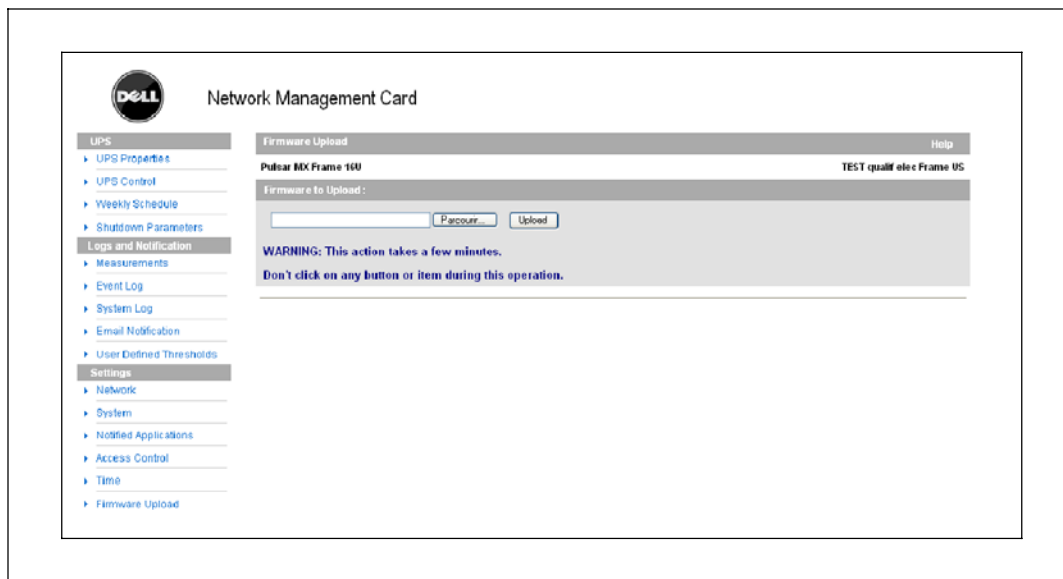 DELL
Network Management Card
UPS
UPS Properties
UPS Control
Weekly Schedule
Shutdown Parameters
Logs and Notification
Measurements
Event Log
System Log
Email Notification
User Defined Thresholds
Settings
Network
System
Notified Applications
Access Control
Time
Firmware Upload
Firmware Upload Help
Pulsar MX Frame 16U TEST qualif elec Frame US
Firmware to Upload :
Parcourir... Upload
WARNING: This action takes a few minutes.
Don't click on any button or item during this operation.